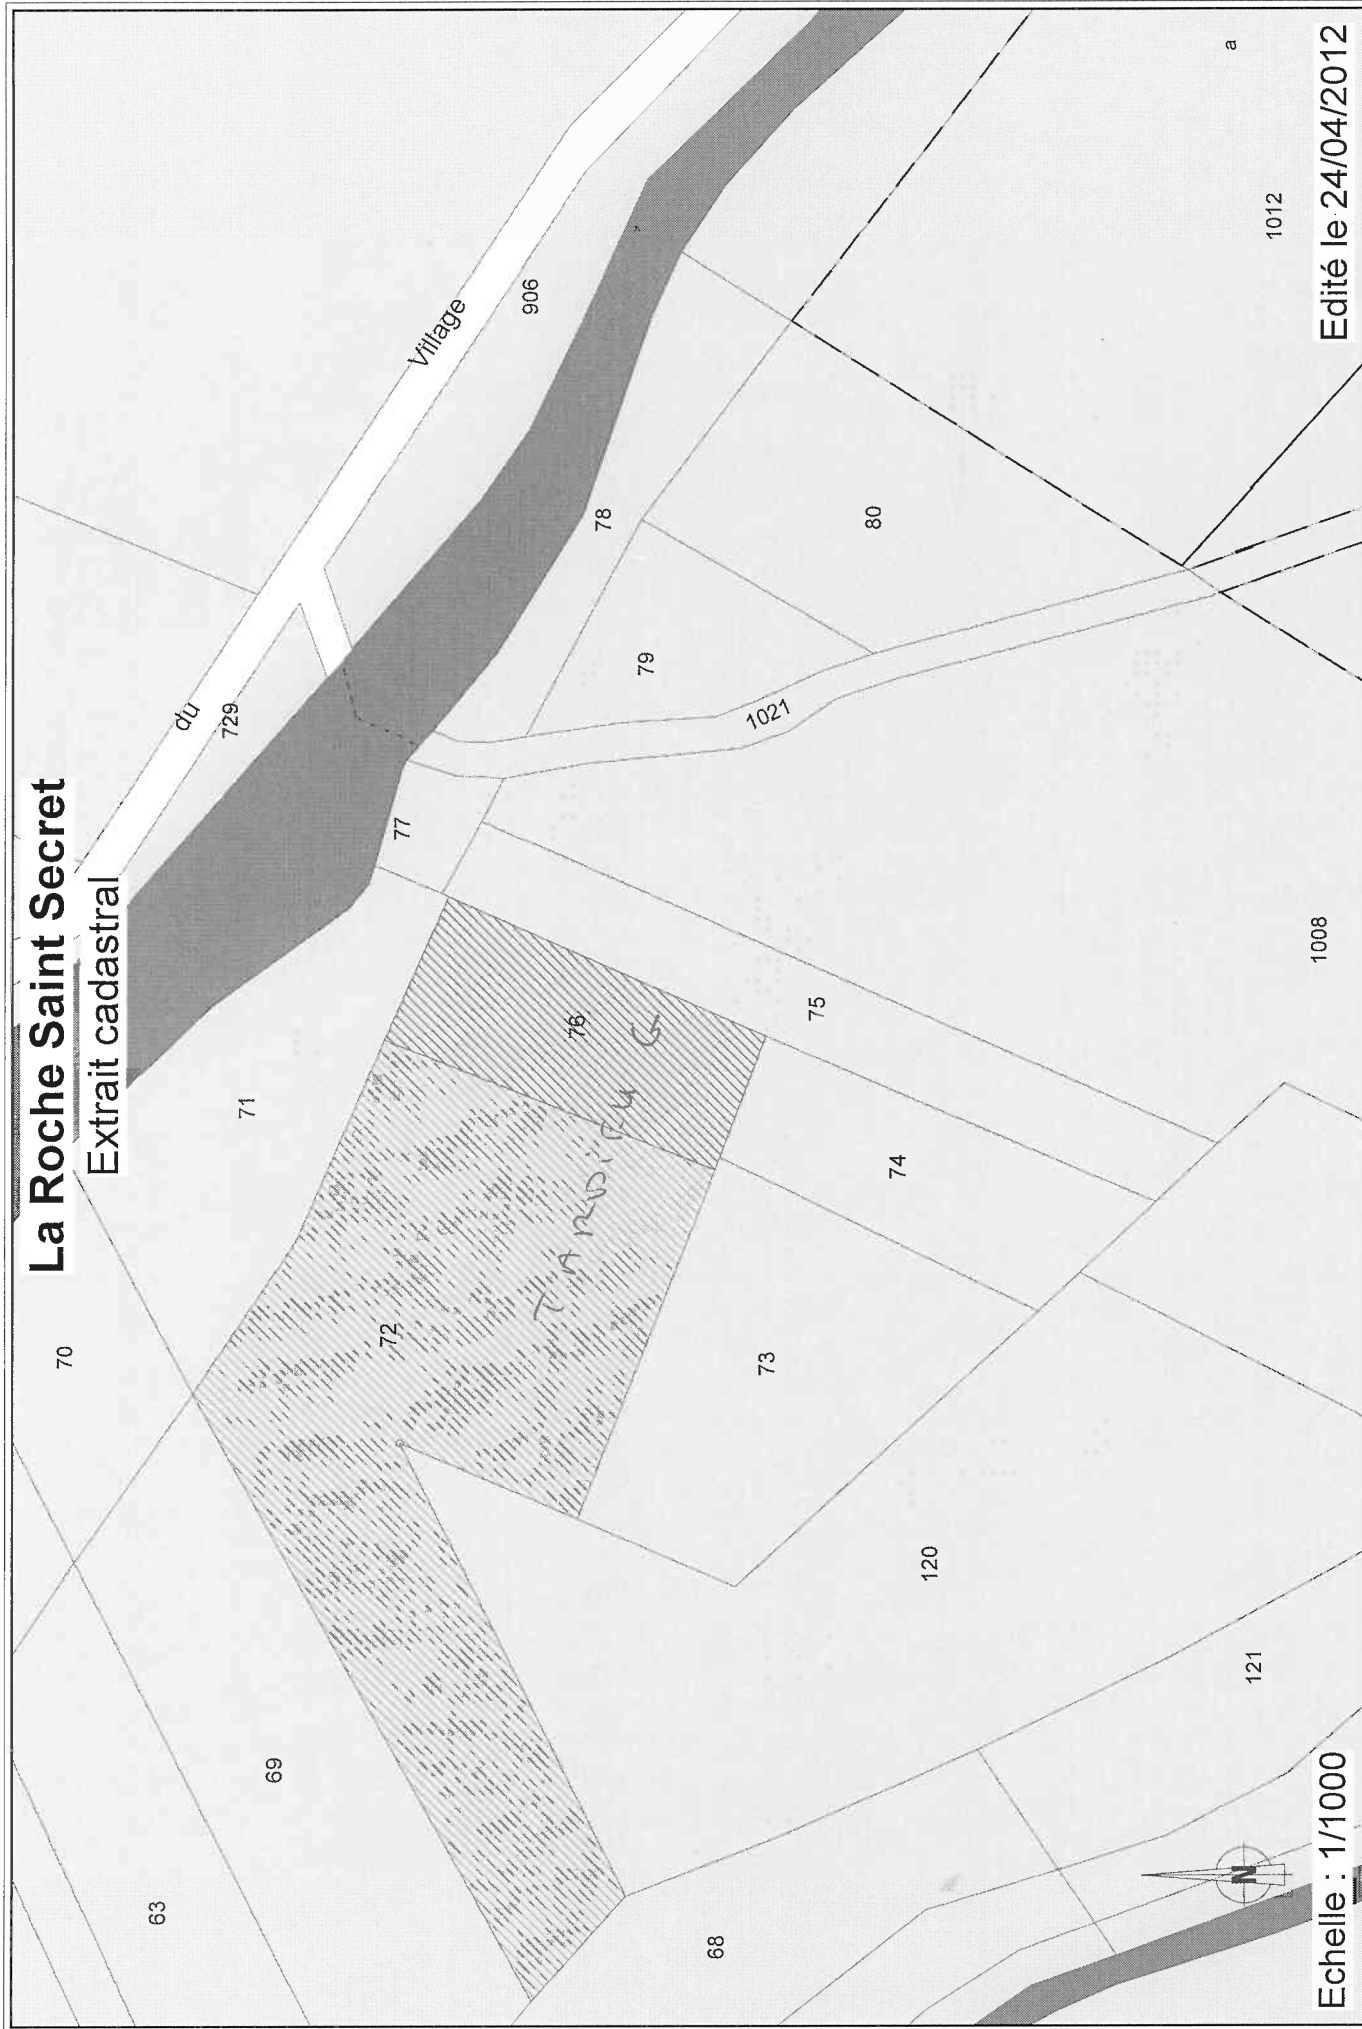 La Roche Saint Secret
Extrait cadastral
70
63
69
71
729
du
Village
906
72
76
77
78
79
80
TARDIEU G
1021
73
74
75
68
120
121
1008
1012
a
N
Echelle : 1/1000
Edité le 24/04/2012